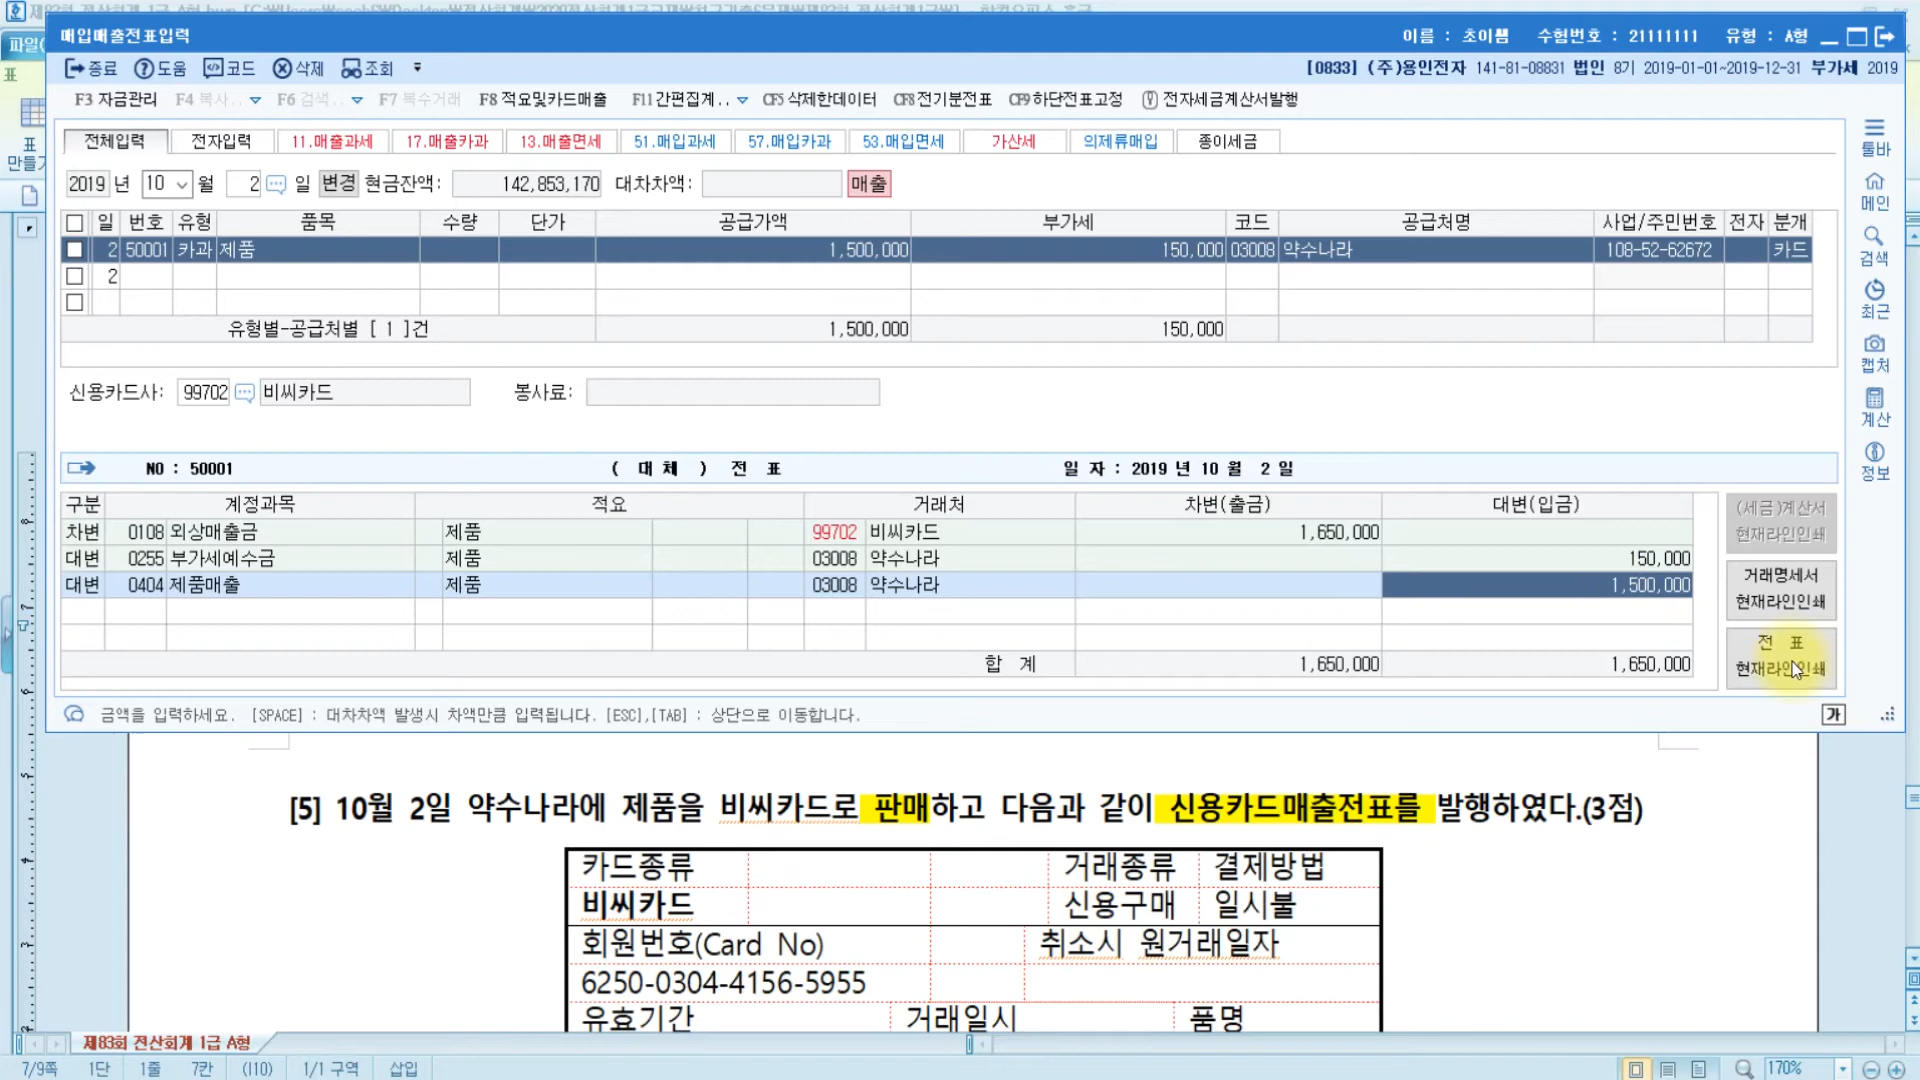 매입매출전표입력 이름 : 초이쌤 수험번호 : 21111111 유형 : A형
파일(
종료 도움 코드 삭제 조회 [0833] (주)용인전자 141-81-08831 법인 8기 2019-01-01~2019-12-31 부가세 2019
F3 자금관리 F4 복사.. F6 검색.. F7 복수거래 F8 적요및카드매출 F11 간편집계.. CF5 삭제한데이터 CF8 전기분전표 CF9 하단전표고정 전자세금계산서발행
표
만들기
전체입력 전자입력 11.매출과세 17.매출카과 13.매출면세 51.매입과세 57.매입카과 53.매입면세 가산세 의제류매입 종이세금
2019 년 10 월 2 일 변경 현금잔액: 142,853,170 대차차액: 매출
일 번호 유형 품목 수량 단가 공급가액 부가세 코드 공급처명 사업/주민번호 전자 분개
2 50001 카과 제품 1,500,000 150,000 03008 약수나라 108-52-62672 카드
2
유형별-공급처별 [ 1 ]건 1,500,000 150,000
신용카드사: 99702 비씨카드 봉사료:
NO : 50001 ( 대 체 ) 전 표 일 자 : 2019 년 10 월 2 일
구분 계정과목 적요 거래처 차변(출금) 대변(입금)
차변 0108 외상매출금 제품 99702 비씨카드 1,650,000
대변 0255 부가세예수금 제품 03008 약수나라 150,000
대변 0404 제품매출 제품 03008 약수나라 1,500,000
합 계 1,650,000 1,650,000
(세금)계산서
현재라인인쇄
거래명세서
현재라인인쇄
전 표
현재라인인쇄
툴바
메인
검색
최근
캡처
계산
정보
금액을 입력하세요. [SPACE] : 대차차액 발생시 차액만큼 입력됩니다. [ESC],[TAB] : 상단으로 이동합니다. 가
[5] 10월 2일 약수나라에 제품을 비씨카드로 판매하고 다음과 같이 신용카드매출전표를 발행하였다.(3점)
카드종류 거래종류 결제방법
비씨카드 신용구매 일시불
회원번호(Card No) 취소시 원거래일자
6250-0304-4156-5955
유효기간 거래일시 품명
제83회 전산회계 1급 A형
7/9쪽 1단 1줄 7칸 (I10) 1/1 구역 삽입 170%